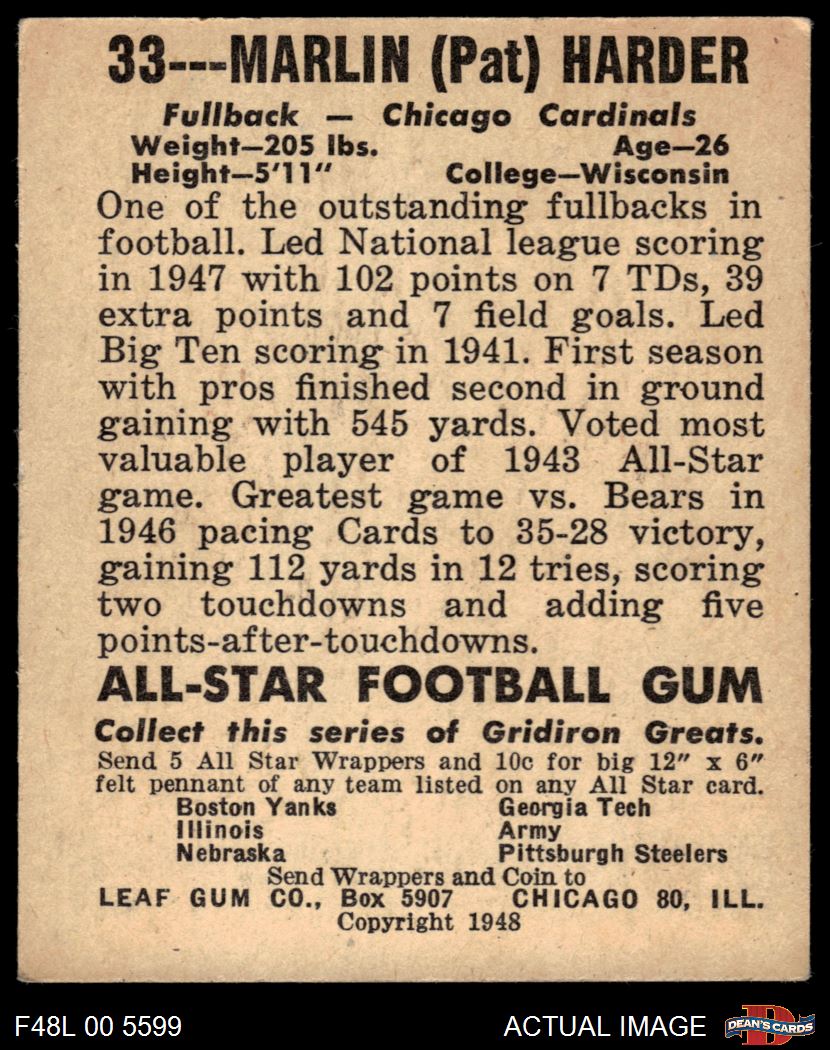 33---MARLIN (Pat) HARDER
Fullback — Chicago Cardinals
Weight—205 lbs. Age—26
Height—5'11" College—Wisconsin
One of the outstanding fullbacks in
football. Led National league scoring
in 1947 with 102 points on 7 TDs, 39
extra points and 7 field goals. Led
Big Ten scoring in 1941. First season
with pros finished second in ground
gaining with 545 yards. Voted most
valuable player of 1943 All-Star
game. Greatest game vs. Bears in
1946 pacing Cards to 35-28 victory,
gaining 112 yards in 12 tries, scoring
two touchdowns and adding five
points-after-touchdowns.
ALL-STAR FOOTBALL GUM
Collect this series of Gridiron Greats.
Send 5 All Star Wrappers and 10c for big 12" x 6"
felt pennant of any team listed on any All Star card.
Boston Yanks Georgia Tech
Illinois Army
Nebraska Pittsburgh Steelers
Send Wrappers and Coin to
LEAF GUM CO., Box 5907 CHICAGO 80, ILL.
Copyright 1948
F48L 00 5599 ACTUAL IMAGE DEAN'S CARDS